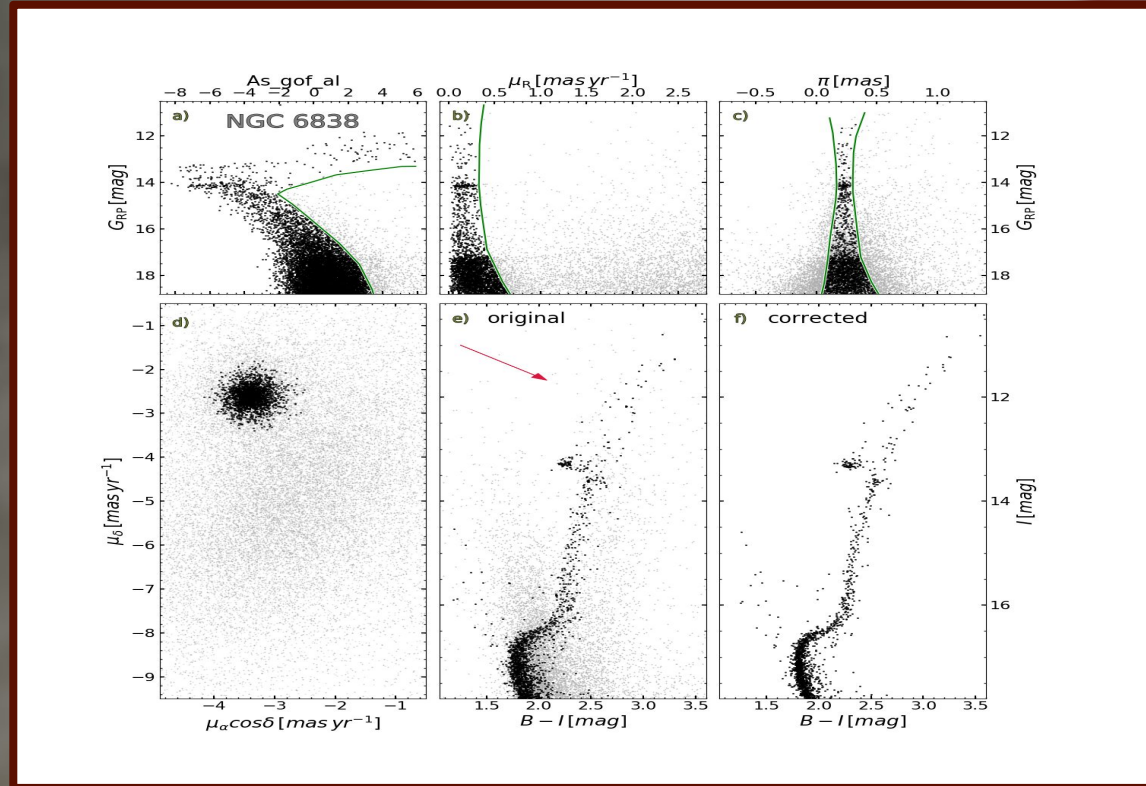 As_gof_al
−8 −6 −4 −2 0 2 4 6
μR [mas yr−1]
0.0 0.5 1.0 1.5 2.0 2.5
π [mas]
−0.5 0.0 0.5 1.0
a) NGC 6838
b)
c)
12
14
16
18
GRP [mag]
12
14
16
18
GRP [mag]
d)
e) original
f) corrected
−1
−2
−3
−4
−5
−6
−7
−8
−9
μδ [mas yr−1]
12
14
16
I [mag]
−4 −3 −2 −1
μαcosδ [mas yr−1]
1.5 2.0 2.5 3.0 3.5
B − I [mag]
1.5 2.0 2.5 3.0 3.5
B − I [mag]